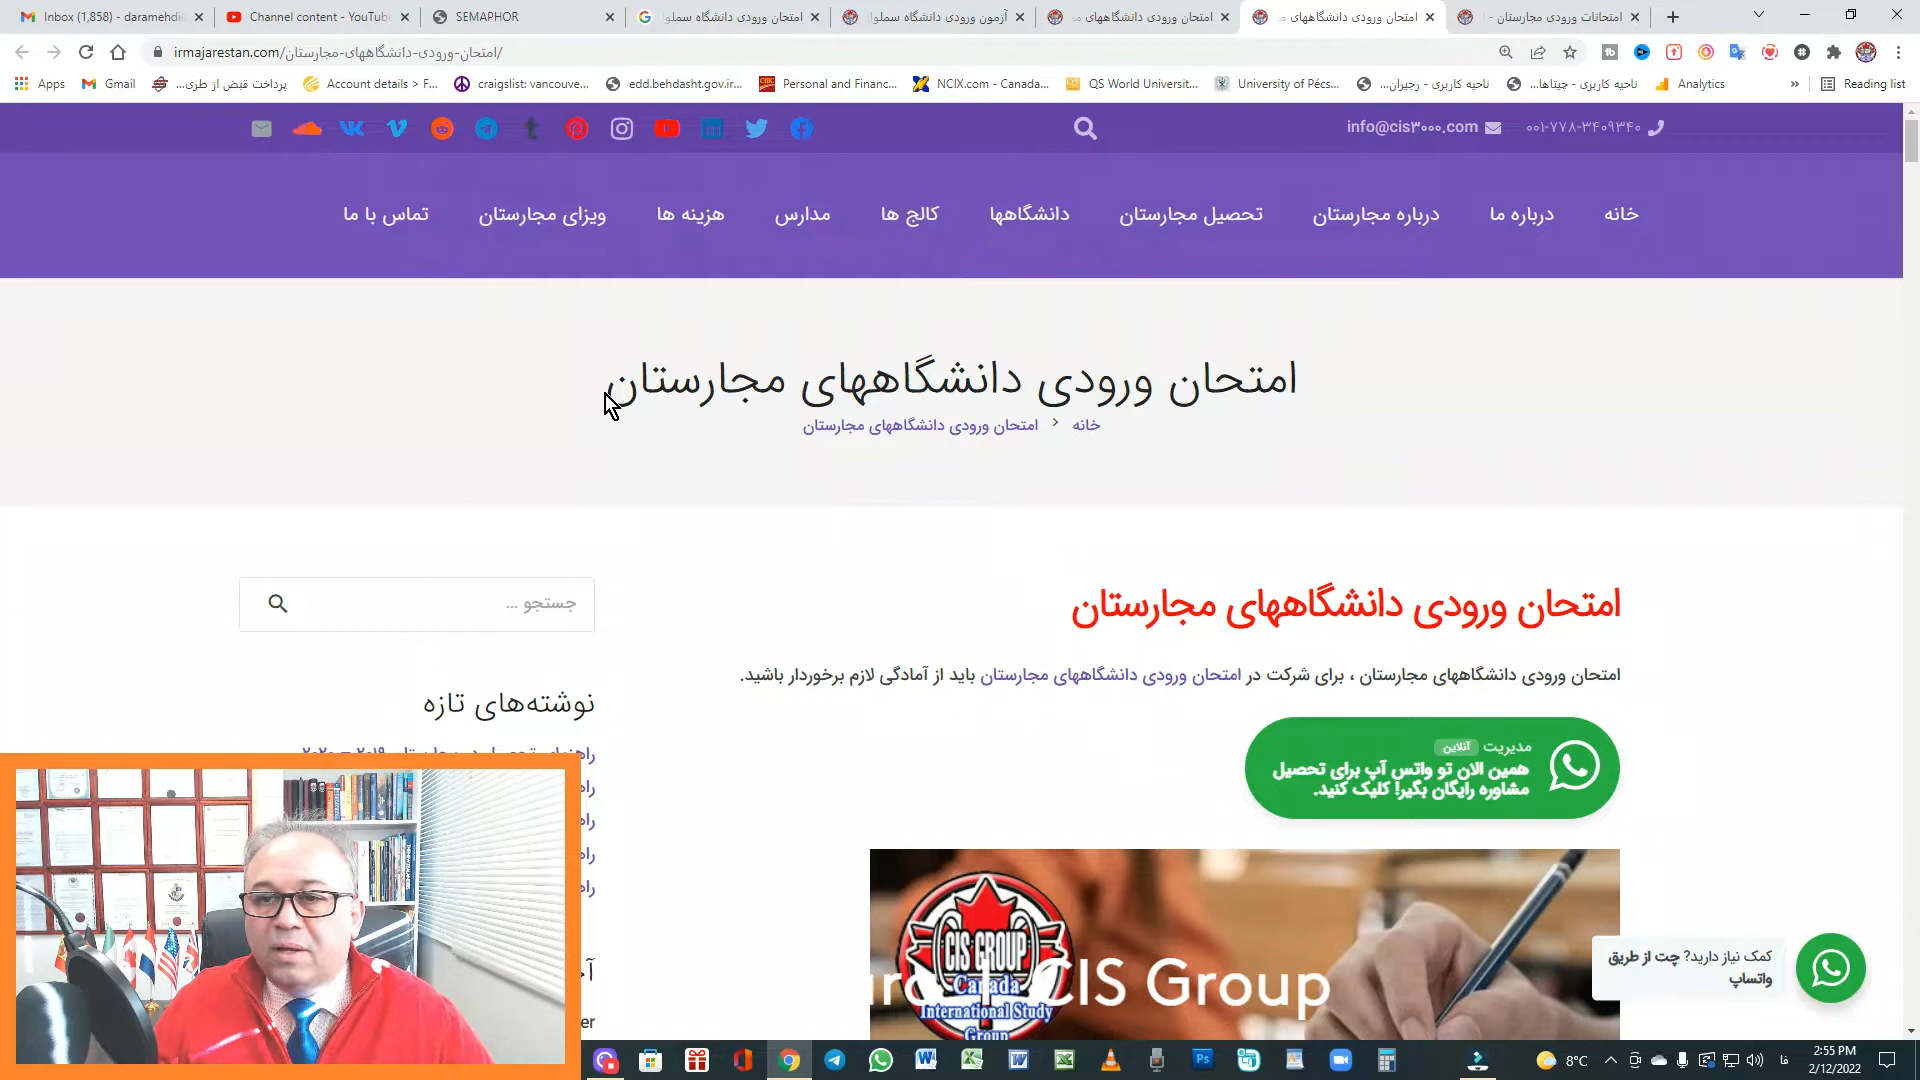 Inbox (1,858) - daramehdi
Channel content - YouTube
SEMAPHOR
امتحان ورودی دانشگاه سملوا
آزمون ورودی دانشگاه سملوا
امتحان ورودی دانشگاههای
امتحان ورودی دانشگاههای
امتحانات ورودی مجارستان - ا
irmajarestan.com/امتحان-ورودی-دانشگاههای-مجارستان/
Apps
Gmail
پرداخت قبض از طری...
Account details > F...
craigslist: vancouve...
edd.behdasht.gov.ir...
Personal and Financ...
NCIX.com - Canada...
QS World Universit...
University of Pécs...
ناحیه کاربری - رجیران...
ناحیه کاربری - چیتاها...
Analytics
Reading list
info@cis۳۰۰۰.com
۰۰۱-۷۷۸-۳۴۰۹۳۴۰
خانه
درباره ما
درباره مجارستان
تحصیل مجارستان
دانشگاهها
کالج ها
مدارس
هزینه ها
ویزای مجارستان
تماس با ما
امتحان ورودی دانشگاههای مجارستان
خانه > امتحان ورودی دانشگاههای مجارستان
امتحان ورودی دانشگاههای مجارستان
جستجو ...
امتحان ورودی دانشگاههای مجارستان ، برای شرکت در امتحان ورودی دانشگاههای مجارستان باید از آمادگی لازم برخوردار باشید.
نوشته‌های تازه
مدیریت آنلاین
همین الان تو واتس آپ برای تحصیل
مشاوره رایگان بگیر! کلیک کنید.
CIS GROUP
Canada
International Study
Group
CIS Group
کمک نیاز دارید؟ چت از طریق
واتساپ
8°C
فا
2:55 PM
2/12/2022